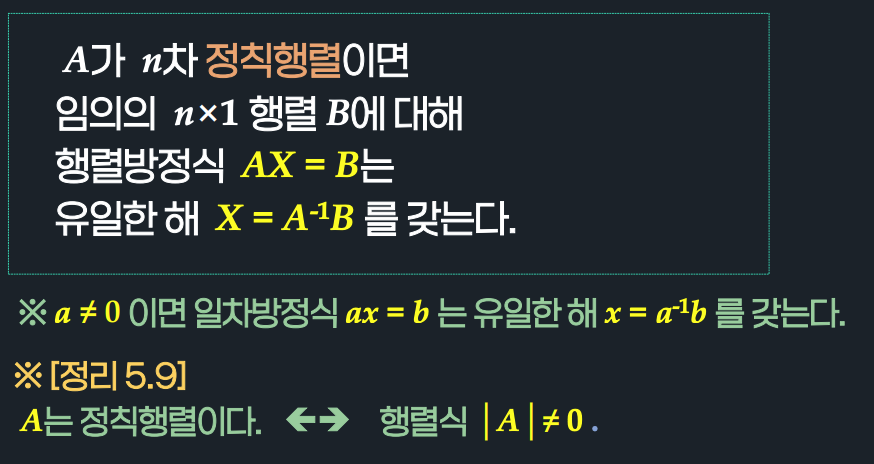 A가 n차 정칙행렬이면
임의의 n×1 행렬 B에 대해
행렬방정식 AX = B는
유일한 해 X = A⁻¹B 를 갖는다.
※ a ≠ 0 이면 일차방정식 ax = b 는 유일한 해 x = a⁻¹b 를 갖는다.
※ [정리 5.9]
A는 정칙행렬이다. ↔ 행렬식 |A| ≠ 0 .